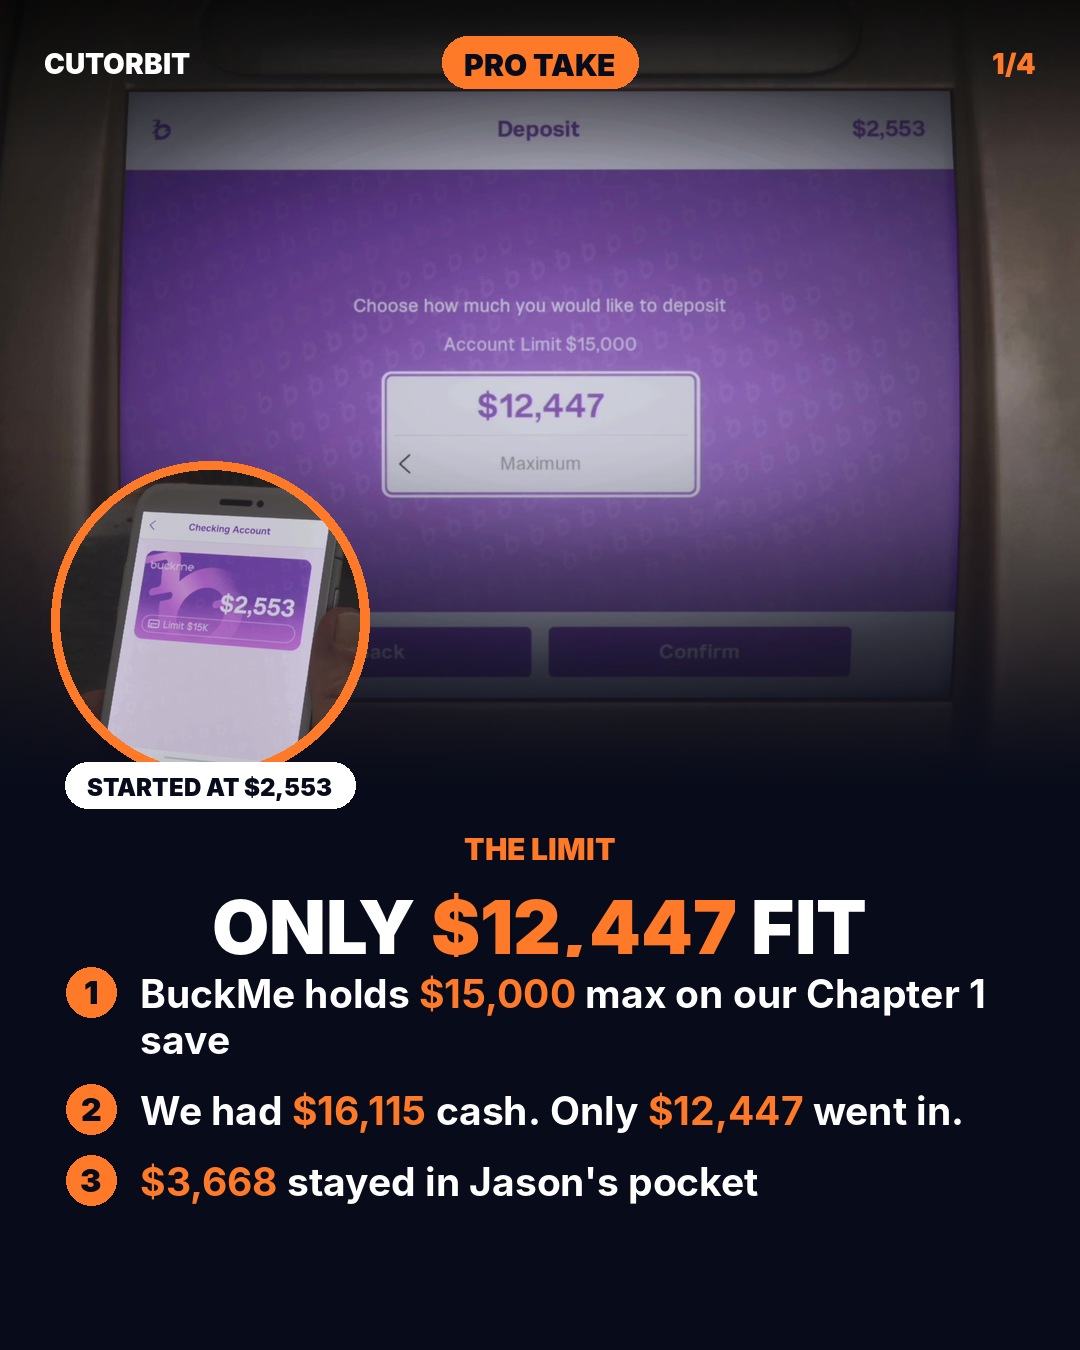 CUTORBIT
PRO TAKE
1/4
Deposit
$2,553
Choose how much you would like to deposit
Account Limit $15,000
$12,447
Maximum
ack
Confirm
Checking Account
buckme
$2,553
Limit $15K
STARTED AT $2,553
THE LIMIT
ONLY $12,447 FIT
1 BuckMe holds $15,000 max on our Chapter 1
save
2 We had $16,115 cash. Only $12,447 went in.
3 $3,668 stayed in Jason's pocket